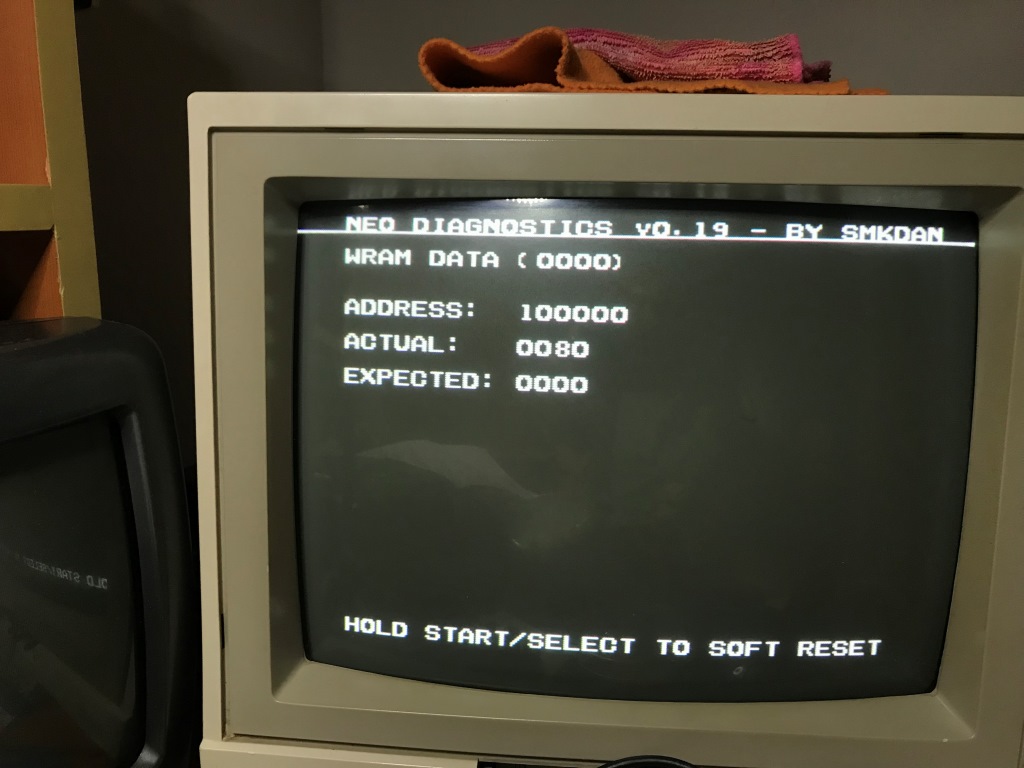 NEO DIAGNOSTICS v0.19 - BY SMKDAN
WRAM DATA (0000)
ADDRESS: 100000
ACTUAL: 0080
EXPECTED: 0000
HOLD START/SELECT TO SOFT RESET